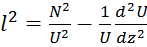 l² = N²/U² − 1/U d²U/dz²